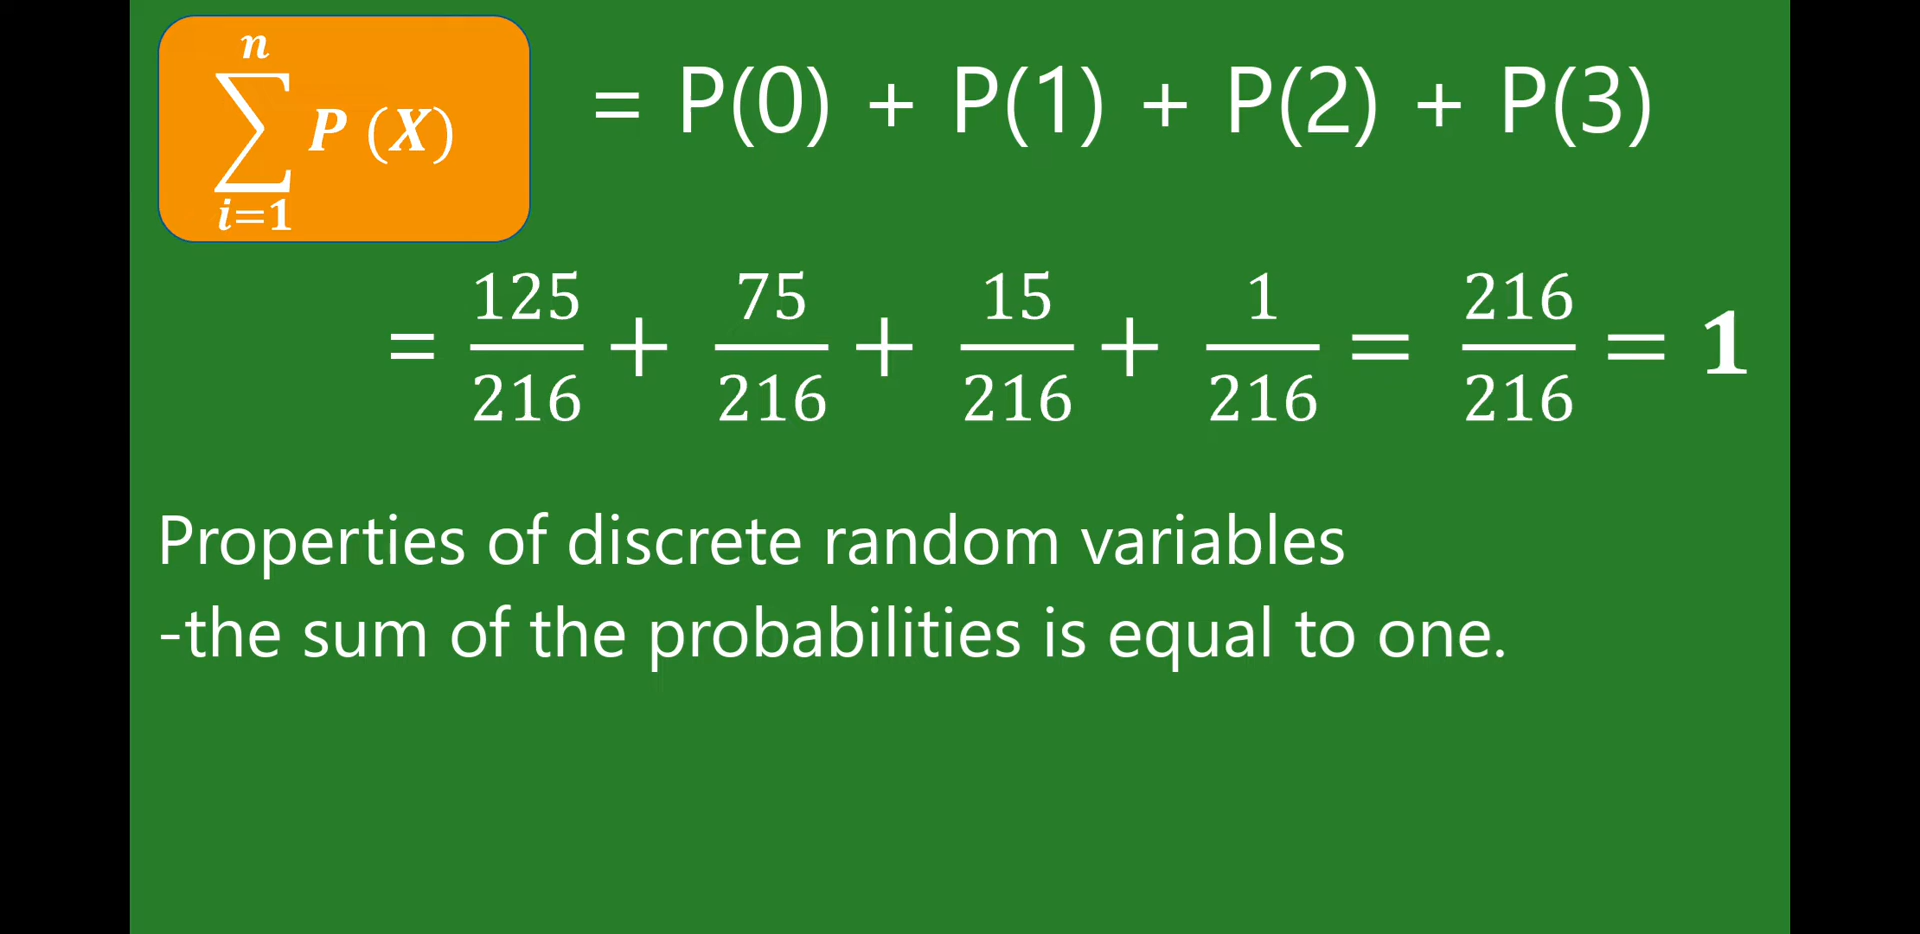 n
∑ P (X) = P(0) + P(1) + P(2) + P(3)
i=1
= 125/216 + 75/216 + 15/216 + 1/216 = 216/216 = 1
Properties of discrete random variables
-the sum of the probabilities is equal to one.